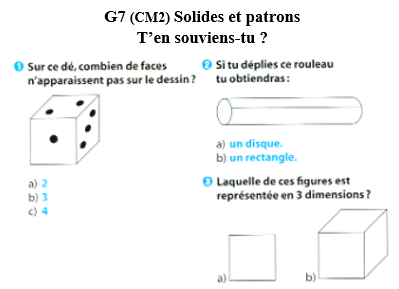 G7 (CM2) Solides et patrons
T'en souviens-tu ?
1 Sur ce dé, combien de faces
n'apparaissent pas sur le dessin ?
a) 2
b) 3
c) 4
2 Si tu déplies ce rouleau
tu obtiendras :
a) un disque.
b) un rectangle.
3 Laquelle de ces figures est
représentée en 3 dimensions ?
a)
b)